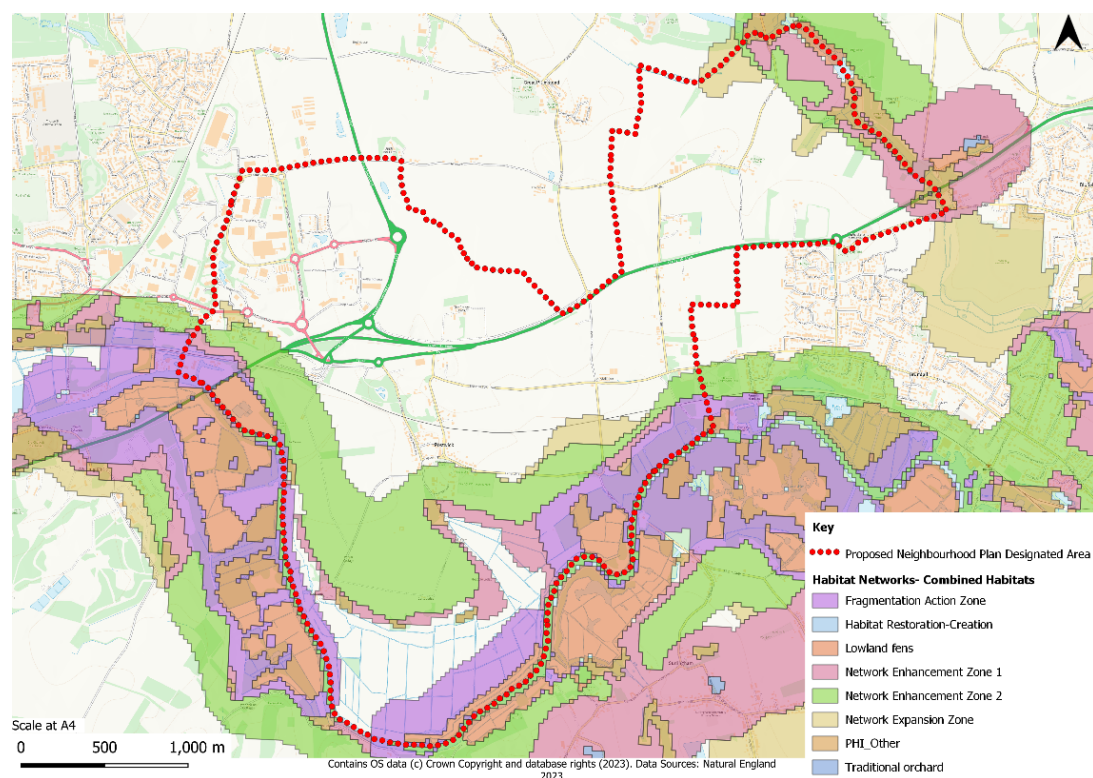 Postwick
Key
Proposed Neighbourhood Plan Designated Area
Habitat Networks- Combined Habitats
Fragmentation Action Zone
Habitat Restoration-Creation
Lowland fens
Network Enhancement Zone 1
Network Enhancement Zone 2
Network Expansion Zone
PHI_Other
Traditional orchard
Scale at A4
0 500 1,000 m
Contains OS data (c) Crown Copyright and database rights (2023). Data Sources: Natural England
2023